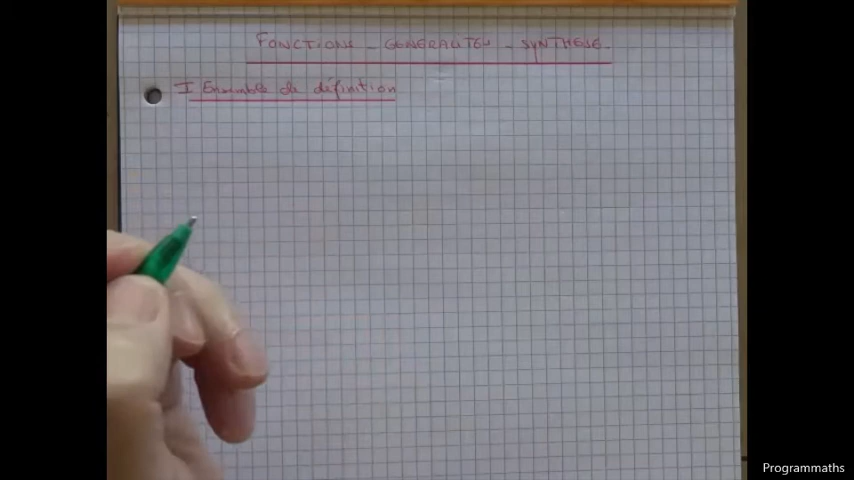 FONCTIONS - GENERALITES - SYNTHESE -
I Ensemble de définition
Programmaths